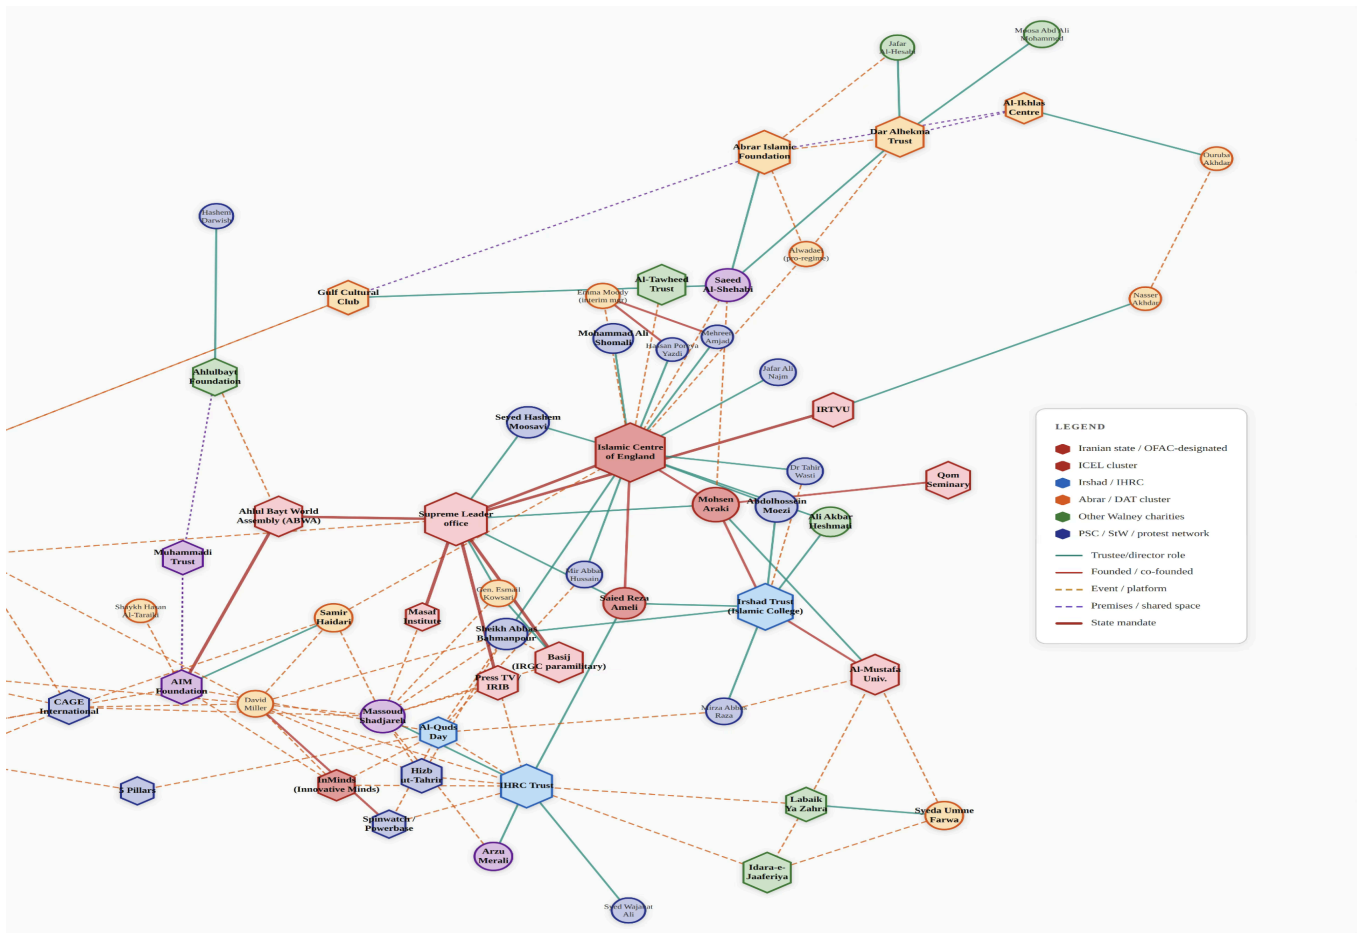 Moosa Abd Ali
Mohammed
Jafar
Al-Hesabi
Al-Ikhlas
Centre
Dar Alhekma
Trust
Abrar Islamic
Foundation
Ouruba
Akhdar
Hashem
Darwish
Alwadaei
(pro-regime)
Al-Tawheed
Trust
Saeed
Al-Shehabi
Gulf Cultural
Club
Emma Moody
(interim mgr)
Nasser
Akhdar
Mohammad Ali
Shomali
Mehreen
Amjad
Yazdi
Jafar Ali
Najm
Ahlulbayt
Foundation
IRTVU
Seyed Hashem
Moosavi
LEGEND
Iranian state / OFAC-designated
ICEL cluster
Irshad / IHRC
Abrar / DAT cluster
Other Walney charities
PSC / StW / protest network
Trustee/director role
Founded / co-founded
Event / platform
Premises / shared space
State mandate
Islamic Centre
of England
Dr Tahir
Wasti
Qom
Seminary
Mohsen
Araki
Abdolhossein
Moezi
Ali Akbar
Heshmati
Ahlul Bayt World
Assembly (ABWA)
Supreme Leader
office
Muhammadi
Trust
Mir Abbas
Hussain
Gen. Esmail
Kowsari
Saied Reza
Ameli
Irshad Trust
(Islamic College)
Shaykh Hasan
Al-Taraiki
Samir
Haidari
Masaf
Institute
Sheikh Abbas
Bahmanpour
Basij
(IRGC paramilitary)
Al-Mustafa
Univ.
AIM
Foundation
Press TV /
IRIB
CAGE
International
David
Miller
Massoud
Shadjareh
Mirza Abbas
Raza
Al-Quds
Day
Hizb
ut-Tahrir
InMinds
(Innovative Minds)
IHRC Trust
5 Pillars
Labaik
Ya Zahra
Syeda Umme
Farwa
Spinwatch /
Powerbase
Arzu
Merali
Idara-e-
Jaaferiya
Syed Wajahat
Ali